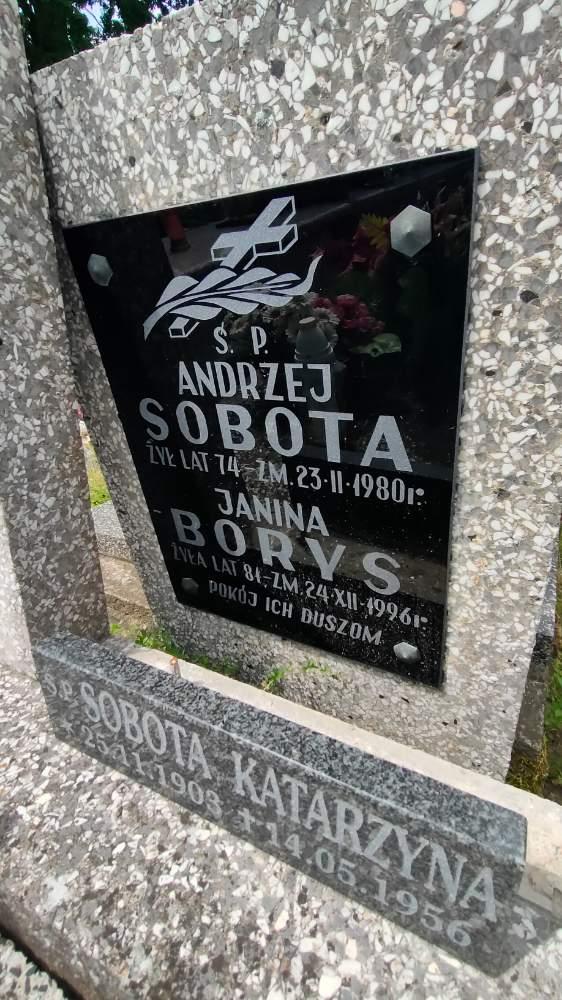 Ś. P.
ANDRZEJ
SOBOTA
ŻYŁ LAT 74 - ZM. 23·II·1980r.
JANINA
BORYS
ŻYŁA LAT 81 - ZM. 24·XII·1996r.
POKÓJ ICH DUSZOM
Ś.P. SOBOTA KATARZYNA
* 25.11.1903 + 14.05.1956